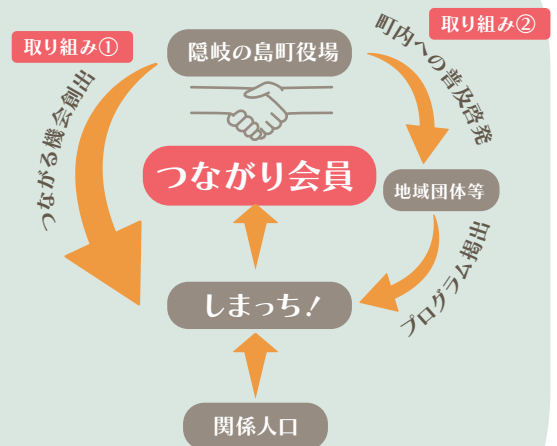 取り組み①
取り組み②
隠岐の島町役場
つながる機会創出
町内への普及啓発
つながり会員
地域団体等
プログラム掲出
しまっち！
関係人口